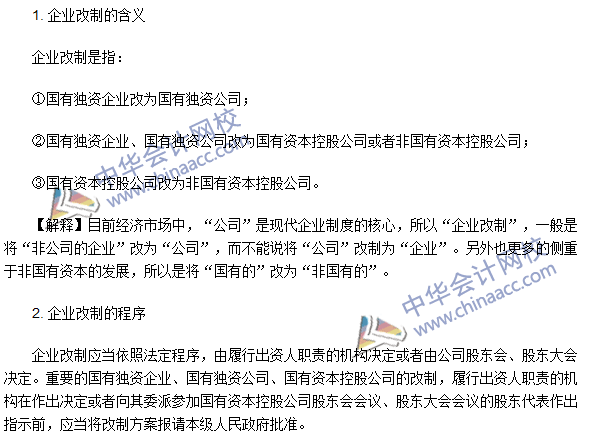 1. 企业改制的含义
企业改制是指：
①国有独资企业改为国有独资公司；
②国有独资企业、国有独资公司改为国有资本控股公司或者非国有资本控股公司；
③国有资本控股公司改为非国有资本控股公司。
【解释】目前经济市场中，“公司”是现代企业制度的核心，所以“企业改制”，一般是
将“非公司的企业”改为“公司”，而不能说将“公司”改制为“企业”。另外也更多的侧重
于非国有资本的发展，所以是将“国有的”改为“非国有的”。
2. 企业改制的程序
企业改制应当依照法定程序，由履行出资人职责的机构决定或者由公司股东会、股东大会
决定。重要的国有独资企业、国有独资公司、国有资本控股公司的改制，履行出资人职责的机
构在作出决定或者向其委派参加国有资本控股公司股东会会议、股东大会会议的股东代表作出
指示前，应当将改制方案报请本级人民政府批准。
中华会计网校
www.chinaacc.com
中华会计网校
www.chinaacc.com